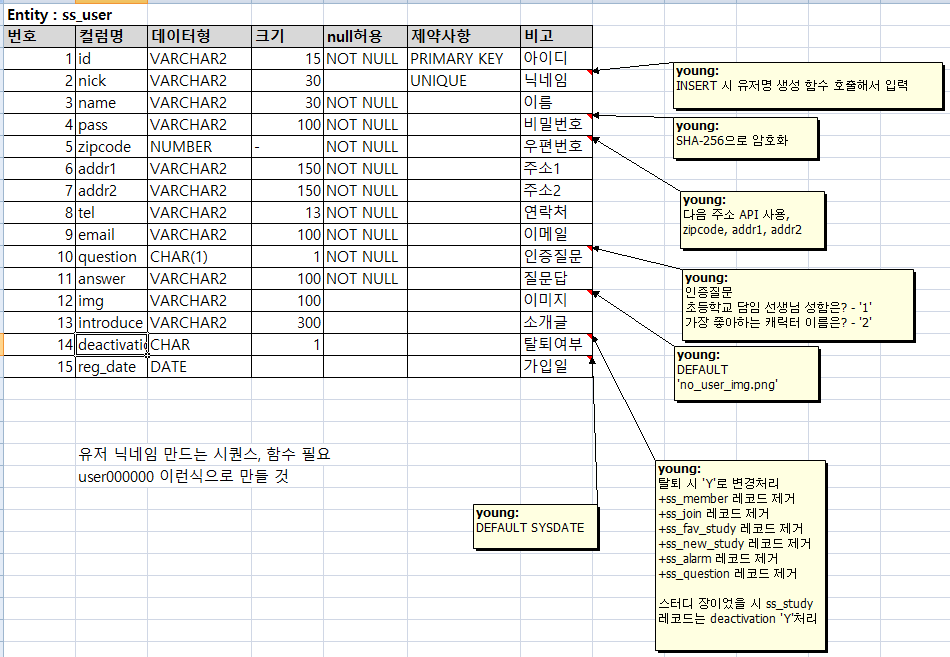 Entity : ss_user
번호 컬럼명 데이터형 크기 null허용 제약사항 비고
1 id VARCHAR2 15 NOT NULL PRIMARY KEY 아이디
2 nick VARCHAR2 30 UNIQUE 닉네임
3 name VARCHAR2 30 NOT NULL 이름
4 pass VARCHAR2 100 NOT NULL 비밀번호
5 zipcode NUMBER - NOT NULL 우편번호
6 addr1 VARCHAR2 150 NOT NULL 주소1
7 addr2 VARCHAR2 150 NOT NULL 주소2
8 tel VARCHAR2 13 NOT NULL 연락처
9 email VARCHAR2 100 NOT NULL 이메일
10 question CHAR(1) 1 NOT NULL 인증질문
11 answer VARCHAR2 100 NOT NULL 질문답
12 img VARCHAR2 100 이미지
13 introduce VARCHAR2 300 소개글
14 deactivati CHAR 1 탈퇴여부
15 reg_date DATE 가입일
유저 닉네임 만드는 시퀀스, 함수 필요
user000000 이런식으로 만들 것
young:
INSERT 시 유저명 생성 함수 호출해서 입력
young:
SHA-256으로 암호화
young:
다음 주소 API 사용,
zipcode, addr1, addr2
young:
인증질문
초등학교 담임 선생님 성함은? - '1'
가장 좋아하는 캐릭터 이름은? - '2'
young:
DEFAULT
'no_user_img.png'
young:
탈퇴 시 'Y'로 변경처리
+ss_member 레코드 제거
+ss_join 레코드 제거
+ss_fav_study 레코드 제거
+ss_new_study 레코드 제거
+ss_alarm 레코드 제거
+ss_question 레코드 제거
스터디 장이었을 시 ss_study
레코드는 deactivation 'Y'처리
young:
DEFAULT SYSDATE